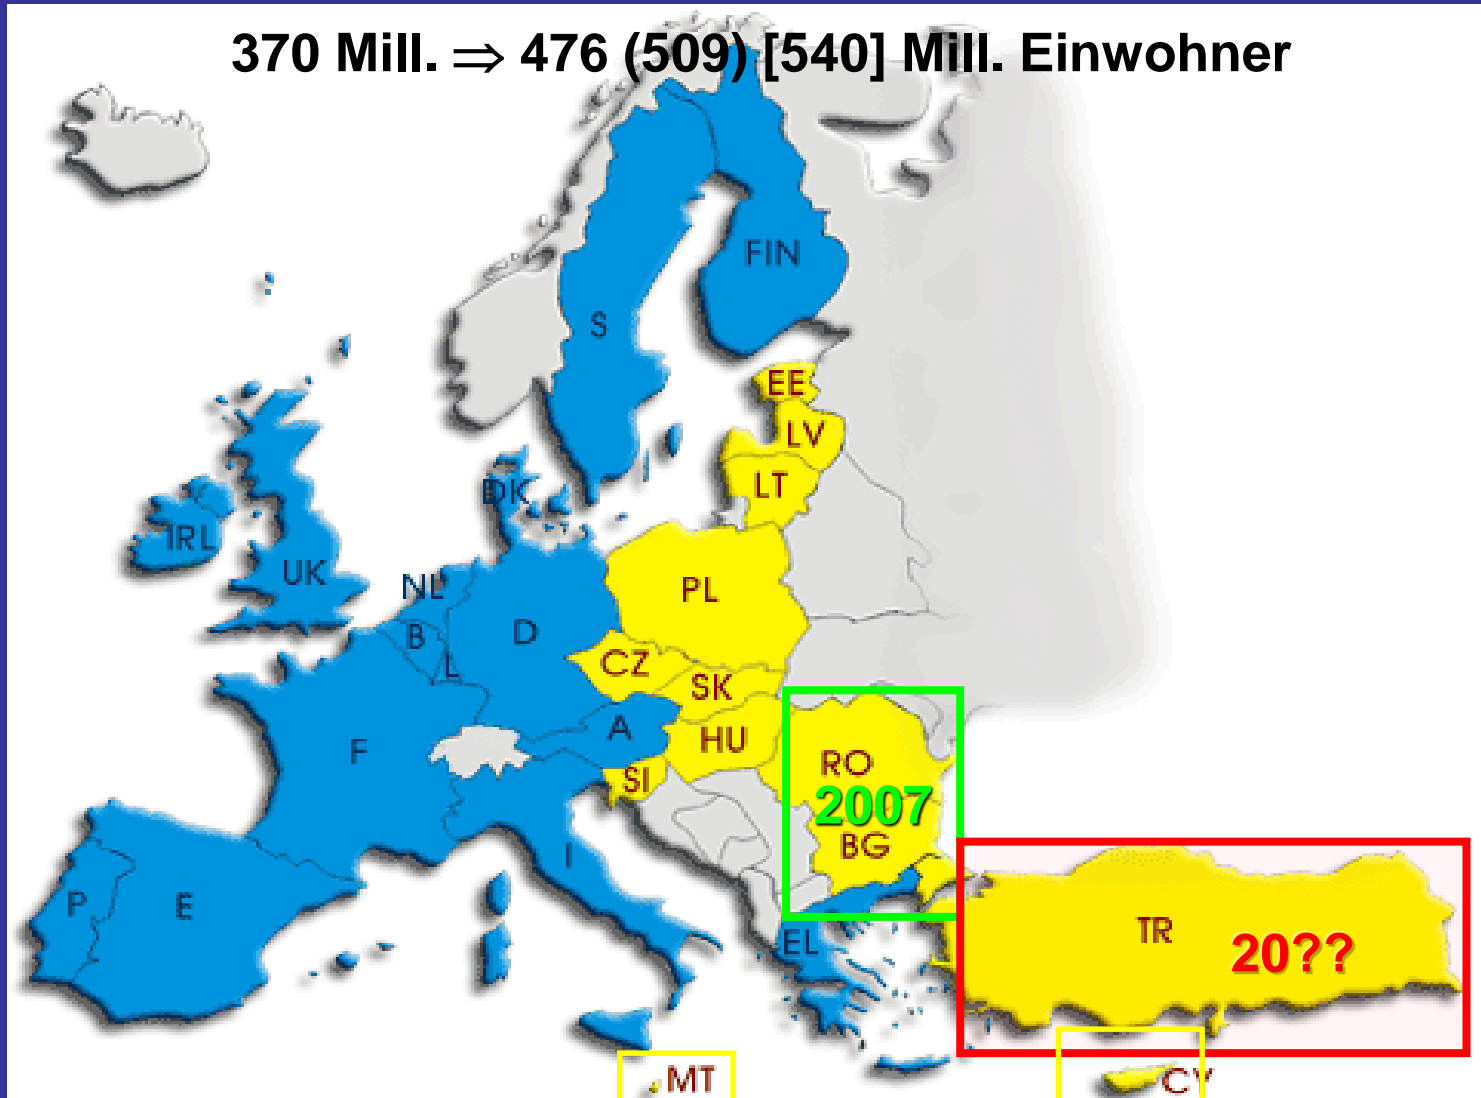 370 Mill. ⇒ 476 (509) [540] Mill. Einwohner
FIN
S
EE
LV
LT
DK
IRL
UK
NL
PL
B
D
L
CZ
SK
A
HU
F
SI
RO
2007
BG
I
P
E
EL
TR
20??
MT
CY